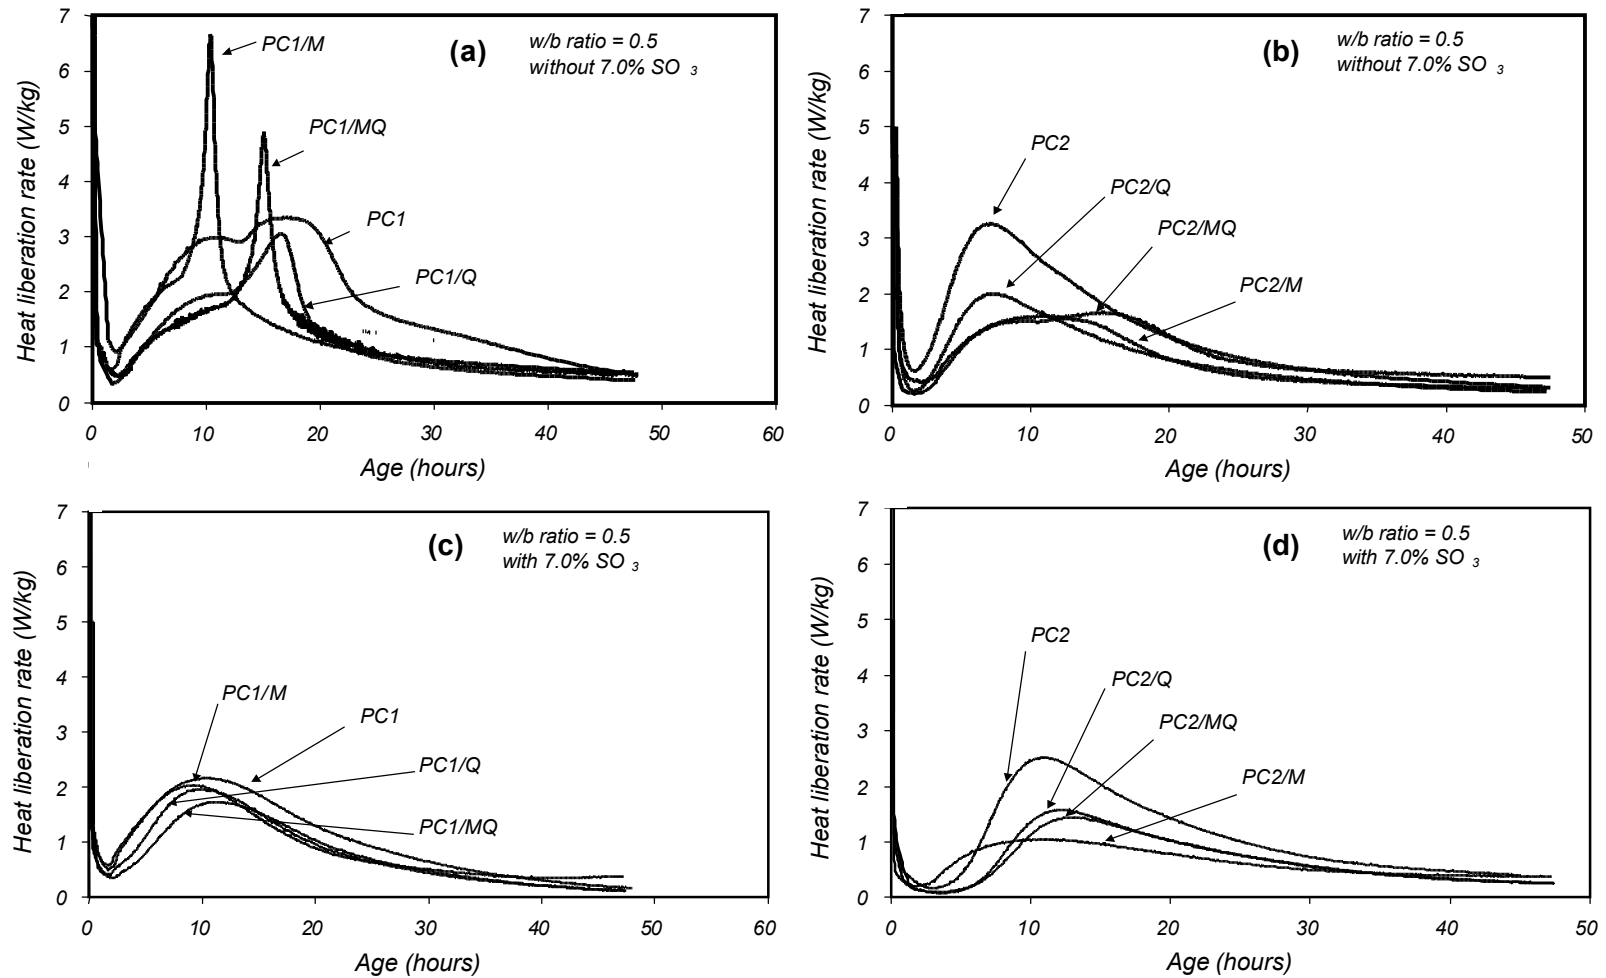 7
6
5
4
3
2
1
0
Heat liberation rate (W/kg)
PC1/M
(a)
w/b ratio = 0.5
without 7.0% SO 3
PC1/MQ
PC1
PC1/Q
0 10 20 30 40 50 60
Age (hours)
7
6
5
4
3
2
1
0
Heat liberation rate (W/kg)
(b)
w/b ratio = 0.5
without 7.0% SO 3
PC2
PC2/Q
PC2/MQ
PC2/M
0 10 20 30 40 50
Age (hours)
7
6
5
4
3
2
1
0
Heat liberation rate (W/kg)
(c)
w/b ratio = 0.5
with 7.0% SO 3
PC1/M
PC1
PC1/Q
PC1/MQ
0 10 20 30 40 50 60
Age (hours)
7
6
5
4
3
2
1
0
Heat liberation rate (W/kg)
(d)
w/b ratio = 0.5
with 7.0% SO 3
PC2
PC2/Q
PC2/MQ
PC2/M
0 10 20 30 40 50
Age (hours)